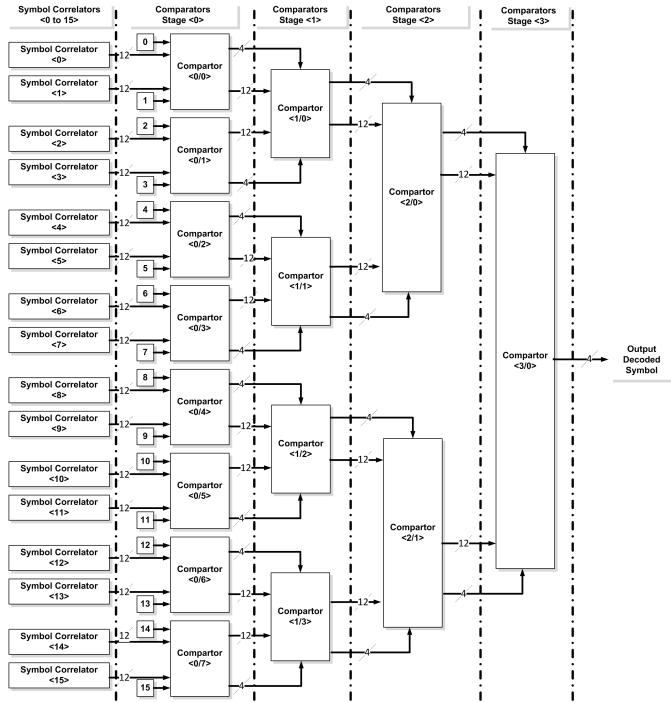 Symbol Correlators
<0 to 15>
Comparators
Stage <0>
Comparators
Stage <1>
Comparators
Stage <2>
Comparators
Stage <3>
Symbol Correlator
<0>
12
0
Compartor
<0/0>
4
Symbol Correlator
<1>
12
1
12
Symbol Correlator
<2>
12
2
Compartor
<0/1>
12
Symbol Correlator
<3>
12
3
4
Compartor
<1/0>
4
12
Symbol Correlator
<4>
12
4
Compartor
<0/2>
4
Symbol Correlator
<5>
12
5
12
Symbol Correlator
<6>
12
6
Compartor
<0/3>
12
Symbol Correlator
<7>
12
7
4
Compartor
<1/1>
12
4
Compartor
<2/0>
4
12
Symbol Correlator
<8>
12
8
Compartor
<0/4>
4
Symbol Correlator
<9>
12
9
12
Symbol Correlator
<10>
12
10
Compartor
<0/5>
12
Symbol Correlator
<11>
12
11
4
Compartor
<1/2>
4
12
Symbol Correlator
<12>
12
12
Compartor
<0/6>
4
Symbol Correlator
<13>
12
13
12
Symbol Correlator
<14>
12
14
Compartor
<0/7>
12
Symbol Correlator
<15>
12
15
4
Compartor
<1/3>
12
4
Compartor
<2/1>
12
4
Compartor
<3/0>
4
Output
Decoded
Symbol